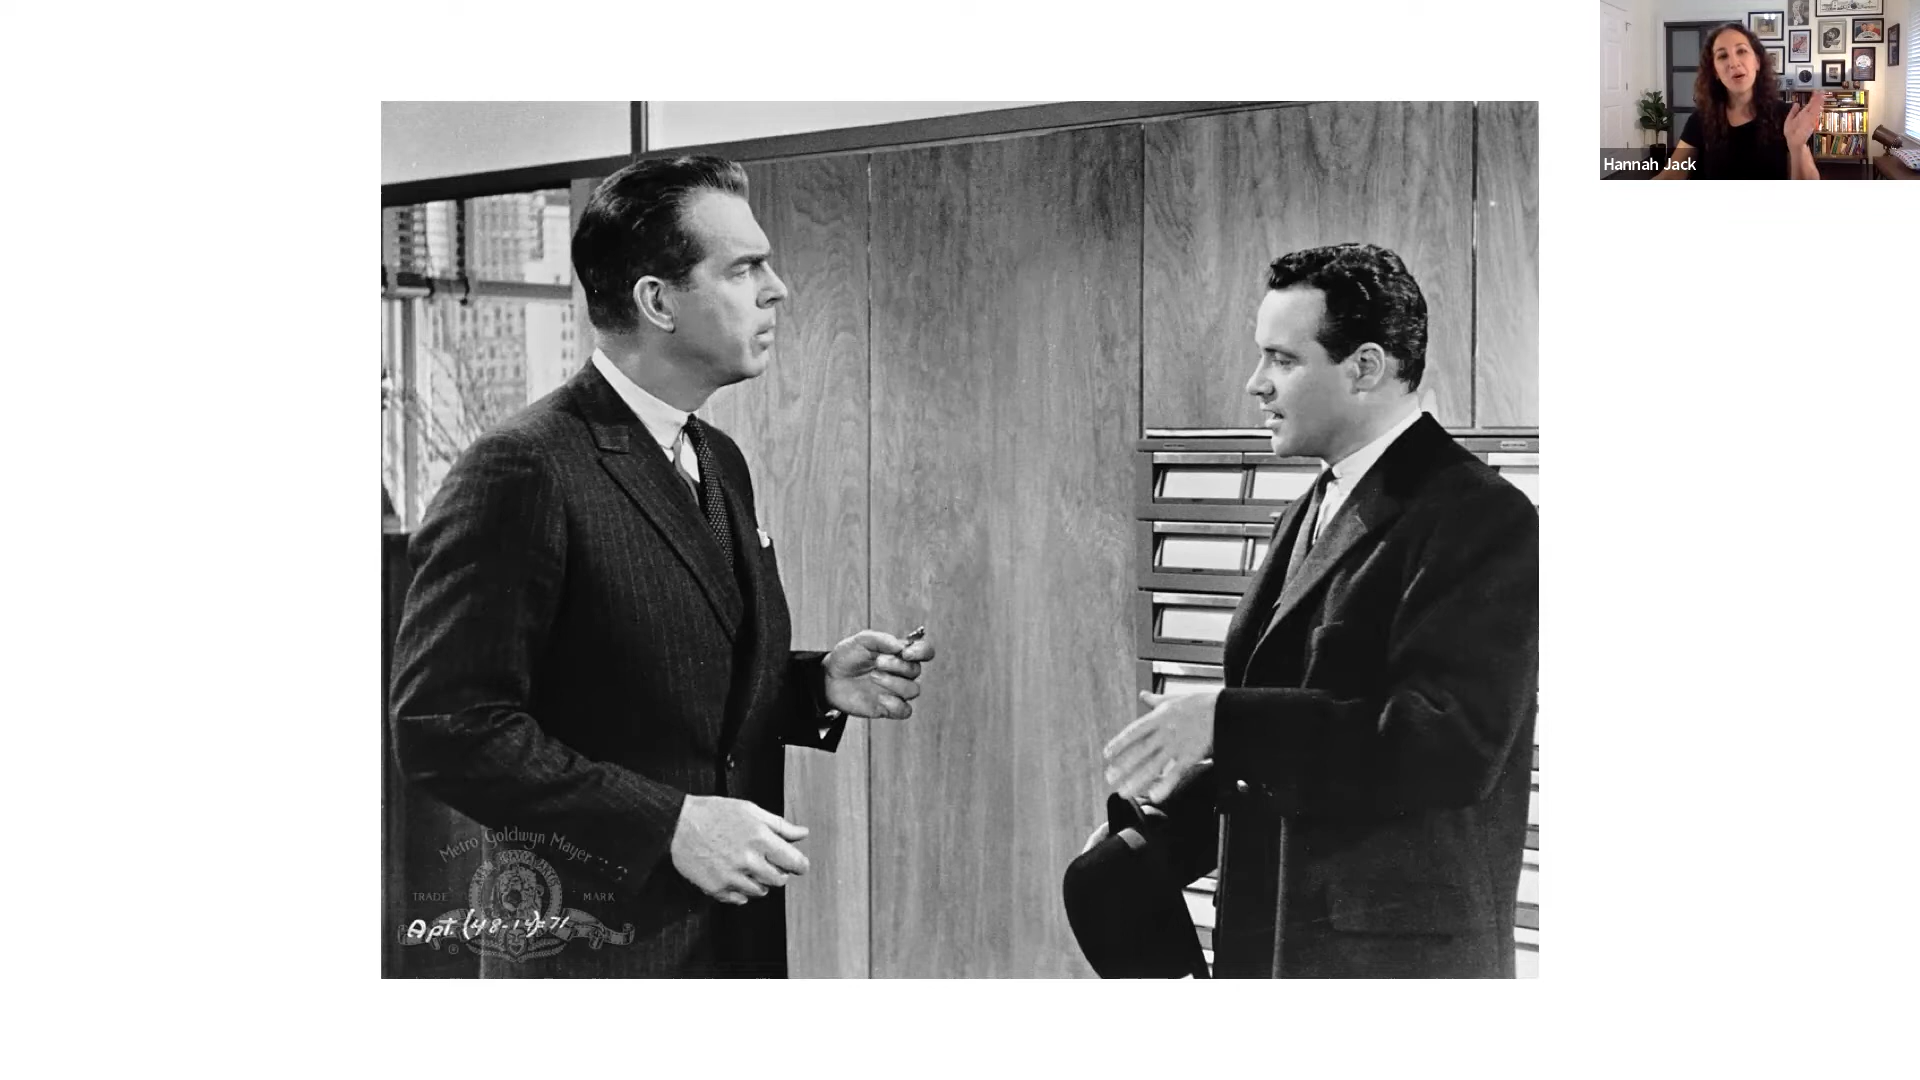 Hannah Jack
Metro Goldwyn Mayer
TRADE MARK
Apt. (48-14)-71